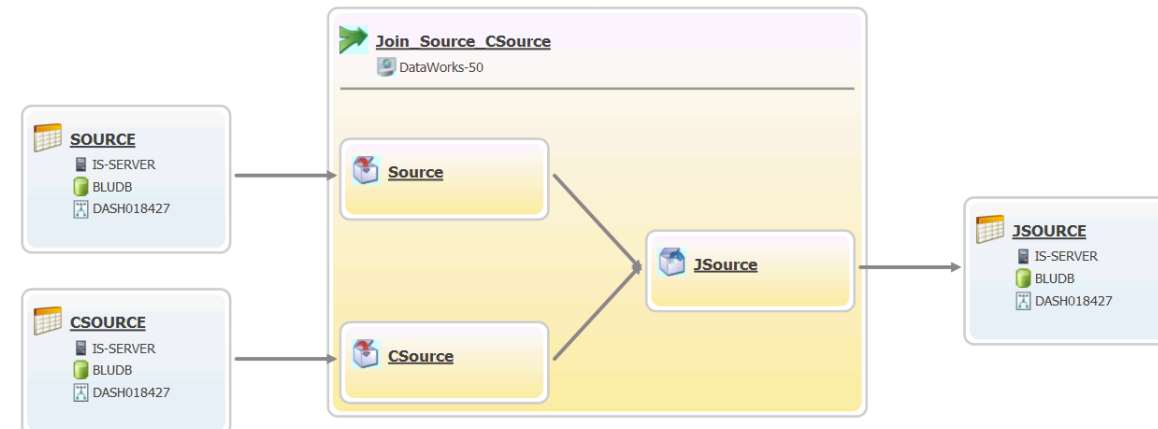 Join_Source_CSource
DataWorks-50
SOURCE
IS-SERVER
BLUDB
DASH018427
Source
CSOURCE
IS-SERVER
BLUDB
DASH018427
CSource
JSource
JSOURCE
IS-SERVER
BLUDB
DASH018427